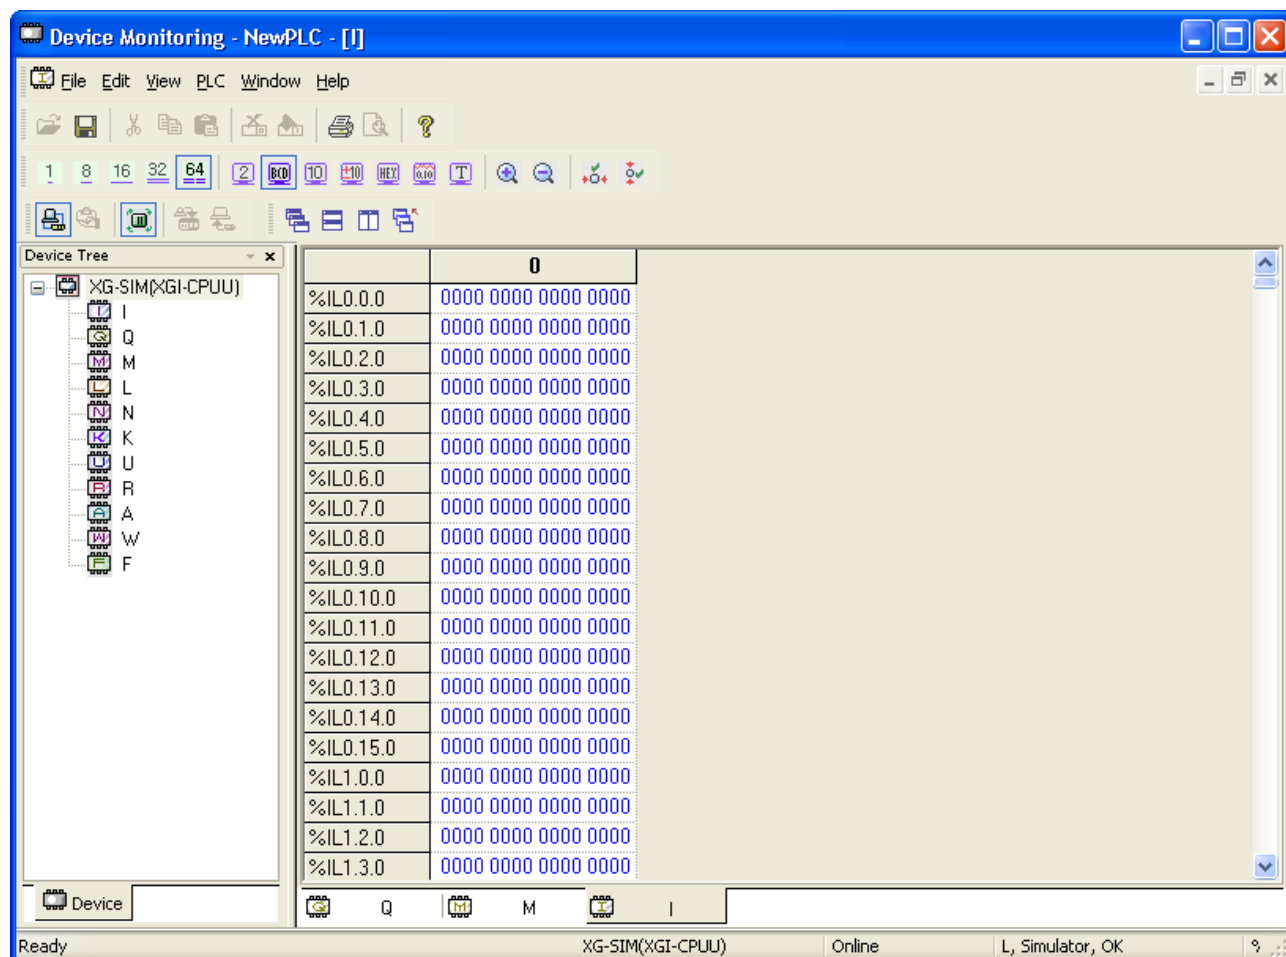 Device Monitoring - NewPLC - [I]
File Edit View PLC Window Help
1 8 16 32 64 2 BCD 10 ±10 HEX T
Device Tree
XG-SIM(XGI-CPUU)
I
Q
M
L
N
K
U
R
A
W
F
Device
0
%IL0.0.0 0000 0000 0000 0000
%IL0.1.0 0000 0000 0000 0000
%IL0.2.0 0000 0000 0000 0000
%IL0.3.0 0000 0000 0000 0000
%IL0.4.0 0000 0000 0000 0000
%IL0.5.0 0000 0000 0000 0000
%IL0.6.0 0000 0000 0000 0000
%IL0.7.0 0000 0000 0000 0000
%IL0.8.0 0000 0000 0000 0000
%IL0.9.0 0000 0000 0000 0000
%IL0.10.0 0000 0000 0000 0000
%IL0.11.0 0000 0000 0000 0000
%IL0.12.0 0000 0000 0000 0000
%IL0.13.0 0000 0000 0000 0000
%IL0.14.0 0000 0000 0000 0000
%IL0.15.0 0000 0000 0000 0000
%IL1.0.0 0000 0000 0000 0000
%IL1.1.0 0000 0000 0000 0000
%IL1.2.0 0000 0000 0000 0000
%IL1.3.0 0000 0000 0000 0000
Q M I
Ready XG-SIM(XGI-CPUU) Online L, Simulator, OK